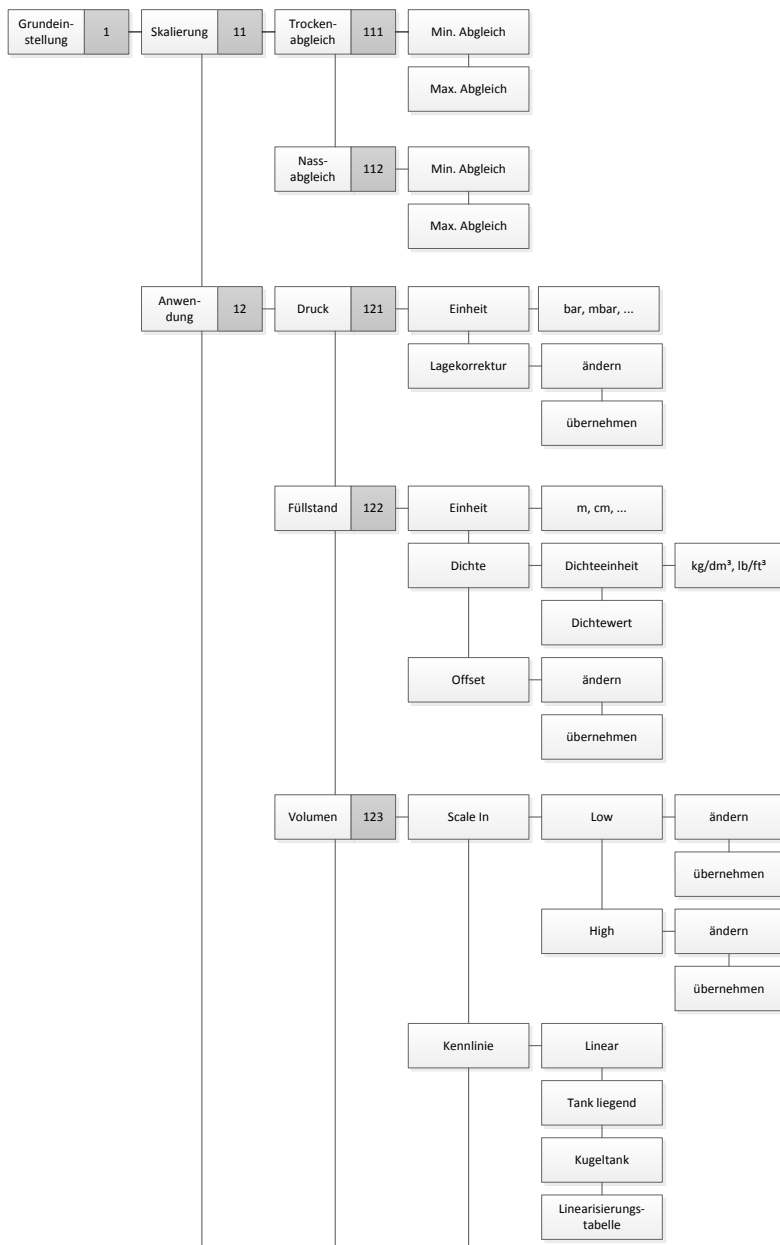 Grundein-
stellung
1
Skalierung
11
Trocken-
abgleich
111
Min. Abgleich
Max. Abgleich
Nass-
abgleich
112
Min. Abgleich
Max. Abgleich
Anwen-
dung
12
Druck
121
Einheit
bar, mbar, ...
Lagekorrektur
ändern
übernehmen
Füllstand
122
Einheit
m, cm, ...
Dichte
Dichteeinheit
kg/dm³, lb/ft³
Dichtewert
Offset
ändern
übernehmen
Volumen
123
Scale In
Low
ändern
übernehmen
High
ändern
übernehmen
Kennlinie
Linear
Tank liegend
Kugeltank
Linearisierungs-
tabelle